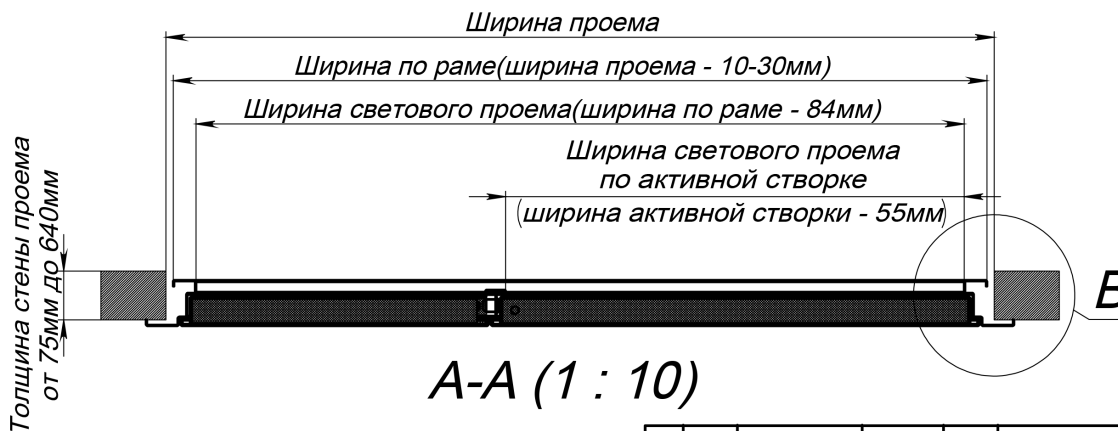 Ширина проема
Ширина по раме(ширина проема - 10-30мм)
Ширина светового проема(ширина по раме - 84мм)
Ширина светового проема
по активной створке
(ширина активной створки - 55мм)
Толщина стены проема
от 75мм до 640мм
А-А (1 : 10)